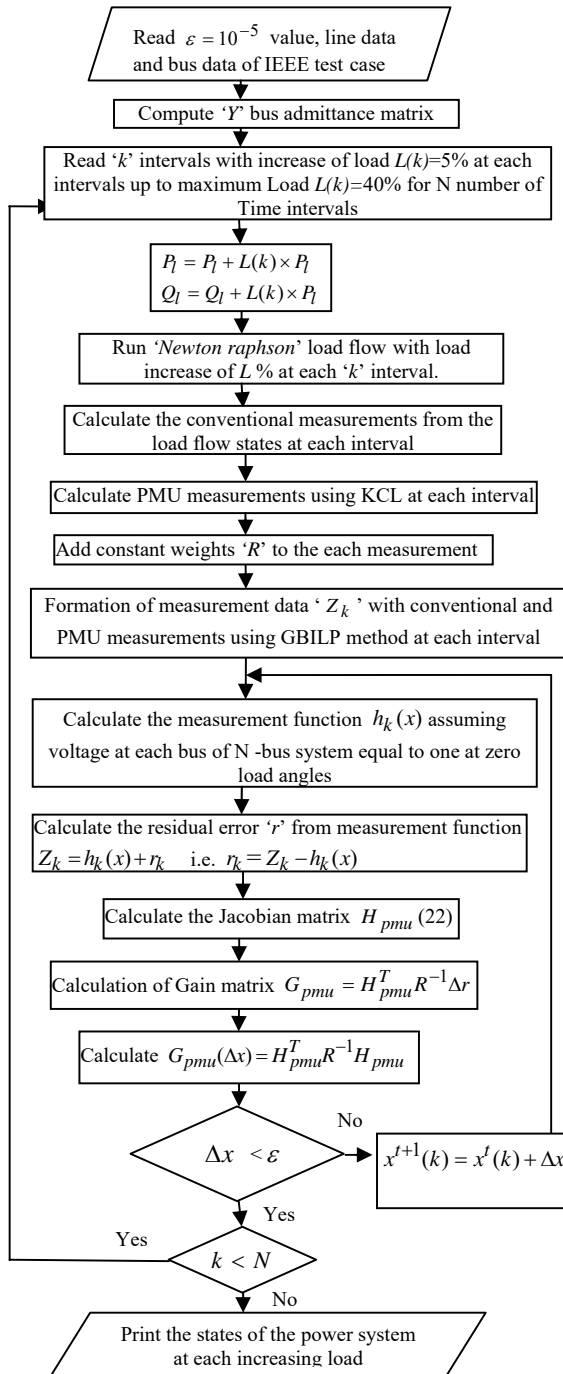 Read ε = 10⁻⁵ value, line data
and bus data of IEEE test case
Compute ‘Y’ bus admittance matrix
Read ‘k’ intervals with increase of load L(k)=5% at each
intervals up to maximum Load L(k)=40% for N number of
Time intervals
P_l = P_l + L(k) × P_l
Q_l = Q_l + L(k) × P_l
Run ‘Newton raphson’ load flow with load
increase of L % at each ‘k’ interval.
Calculate the conventional measurements from the
load flow states at each interval
Calculate PMU measurements using KCL at each interval
Add constant weights ‘R’ to the each measurement
Formation of measurement data ‘ Z_k ’ with conventional and
PMU measurements using GBILP method at each interval
Calculate the measurement function h_k(x) assuming
voltage at each bus of N -bus system equal to one at zero
load angles
Calculate the residual error ‘r’ from measurement function
Z_k = h_k(x) + r_k i.e. r_k = Z_k − h_k(x)
Calculate the Jacobian matrix H_pmu (22)
Calculation of Gain matrix G_pmu = H_pmu^T R⁻¹ Δr
Calculate G_pmu(Δx) = H_pmu^T R⁻¹ H_pmu
Δx < ε
No
x^{t+1}(k) = x^t(k) + Δx
Yes
k < N
Yes
No
Print the states of the power system
at each increasing load